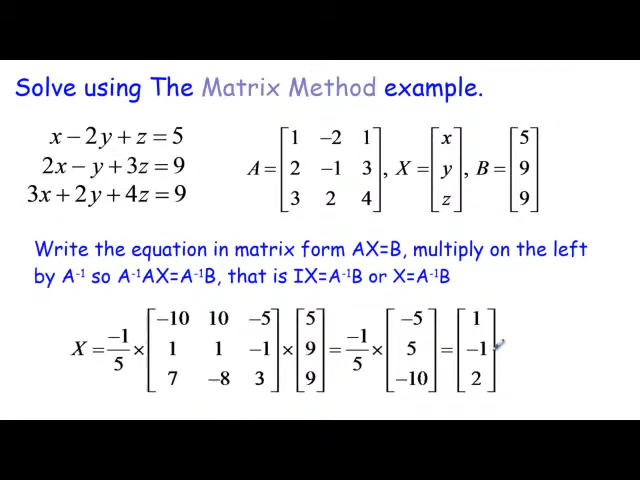 Solve using The Matrix Method example.
x − 2y + z = 5
2x − y + 3z = 9
3x + 2y + 4z = 9
A = [1 −2 1; 2 −1 3; 3 2 4], X = [x; y; z], B = [5; 9; 9]
Write the equation in matrix form AX=B, multiply on the left
by A⁻¹ so A⁻¹AX=A⁻¹B, that is IX=A⁻¹B or X=A⁻¹B
X = −1/5 × [−10 10 −5; 1 1 −1; 7 −8 3] × [5; 9; 9] = −1/5 × [−5; 5; −10] = [1; −1; 2]